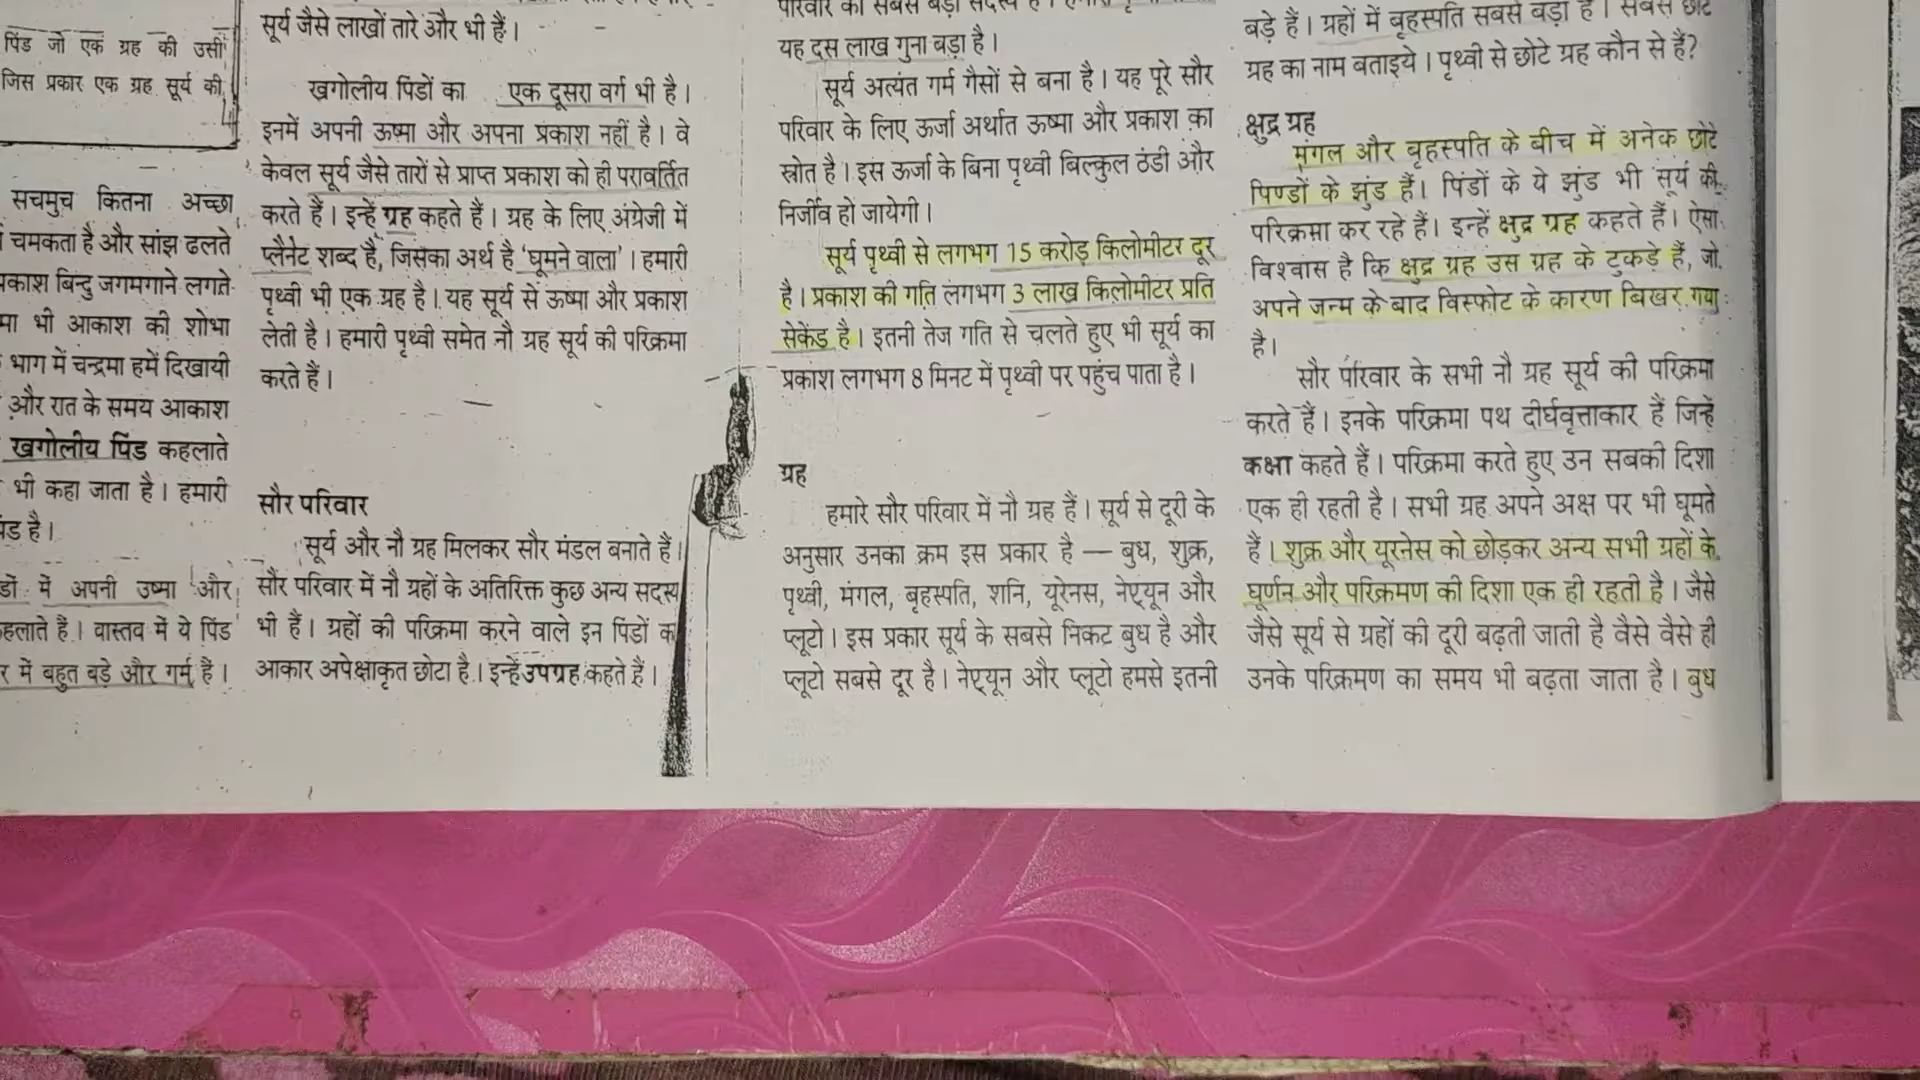 पिंड जो एक ग्रह की उसी
जिस प्रकार एक ग्रह सूर्य की
सचमुच कितना अच्छा
चमकता है और सांझ ढलते
प्रकाश बिन्दु जगमगाने लगते
भी आकाश की शोभा
भाग में चन्द्रमा हमें दिखायी
और रात के समय आकाश
खगोलीय पिंड कहलाते
भी कहा जाता है। हमारी
है।
में अपनी उष्मा और
कहलाते हैं। वास्तव में ये पिंड
में बहुत बड़े और गर्म हैं।
सूर्य जैसे लाखों तारे और भी हैं।
खगोलीय पिंडों का एक दूसरा वर्ग भी है।
इनमें अपनी ऊष्मा और अपना प्रकाश नहीं है। वे
केवल सूर्य जैसे तारों से प्राप्त प्रकाश को ही परावर्तित
करते हैं। इन्हें ग्रह कहते हैं। ग्रह के लिए अंग्रेजी में
प्लैनेट शब्द है, जिसका अर्थ है ‘घूमने वाला’। हमारी
पृथ्वी भी एक ग्रह है। यह सूर्य से ऊष्मा और प्रकाश
लेती है। हमारी पृथ्वी समेत नौ ग्रह सूर्य की परिक्रमा
करते हैं।
सौर परिवार
सूर्य और नौ ग्रह मिलकर सौर मंडल बनाते हैं।
सौर परिवार में नौ ग्रहों के अतिरिक्त कुछ अन्य सदस्य
भी हैं। ग्रहों की परिक्रमा करने वाले इन पिंडों का
आकार अपेक्षाकृत छोटा है। इन्हें उपग्रह कहते हैं।
परिवार का सबसे बड़ा सदस्य है।
यह दस लाख गुना बड़ा है।
सूर्य अत्यंत गर्म गैसों से बना है। यह पूरे सौर
परिवार के लिए ऊर्जा अर्थात ऊष्मा और प्रकाश का
स्रोत है। इस ऊर्जा के बिना पृथ्वी बिल्कुल ठंडी और
निर्जीव हो जायेगी।
सूर्य पृथ्वी से लगभग 15 करोड़ किलोमीटर दूर
है। प्रकाश की गति लगभग 3 लाख किलोमीटर प्रति
सेकेंड है। इतनी तेज गति से चलते हुए भी सूर्य का
प्रकाश लगभग 8 मिनट में पृथ्वी पर पहुंच पाता है।
ग्रह
हमारे सौर परिवार में नौ ग्रह हैं। सूर्य से दूरी के
अनुसार उनका क्रम इस प्रकार है — बुध, शुक्र,
पृथ्वी, मंगल, बृहस्पति, शनि, यूरेनस, नेप्ट्यून और
प्लूटो। इस प्रकार सूर्य के सबसे निकट बुध है और
प्लूटो सबसे दूर है। नेप्ट्यून और प्लूटो हमसे इतनी
बड़े हैं। ग्रहों में बृहस्पति सबसे बड़ा है। सबसे छोटे
ग्रह का नाम बताइये। पृथ्वी से छोटे ग्रह कौन से हैं?
क्षुद्र ग्रह
मंगल और बृहस्पति के बीच में अनेक छोटे
पिण्डों के झुंड हैं। पिंडों के ये झुंड भी सूर्य की
परिक्रमा कर रहे हैं। इन्हें क्षुद्र ग्रह कहते हैं। ऐसा
विश्वास है कि क्षुद्र ग्रह उस ग्रह के टुकड़े हैं, जो
अपने जन्म के बाद विस्फोट के कारण बिखर गया
है।
सौर परिवार के सभी नौ ग्रह सूर्य की परिक्रमा
करते हैं। इनके परिक्रमा पथ दीर्घवृत्ताकार हैं जिन्हें
कक्षा कहते हैं। परिक्रमा करते हुए उन सबकी दिशा
एक ही रहती है। सभी ग्रह अपने अक्ष पर भी घूमते
हैं। शुक्र और यूरनेस को छोड़कर अन्य सभी ग्रहों के
घूर्णन और परिक्रमण की दिशा एक ही रहती है। जैसे
जैसे सूर्य से ग्रहों की दूरी बढ़ती जाती है वैसे वैसे ही
उनके परिक्रमण का समय भी बढ़ता जाता है। बुध